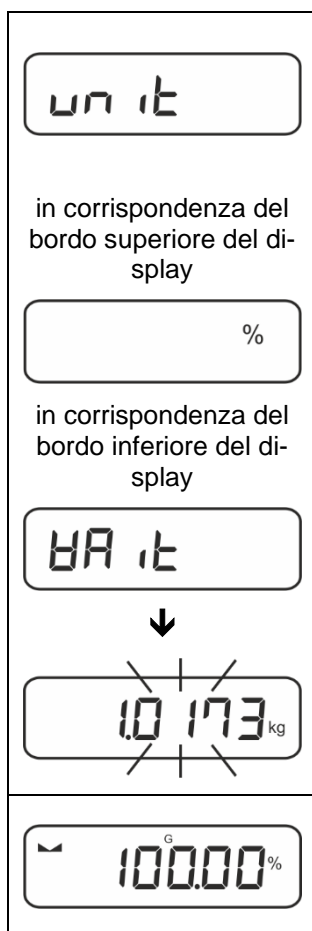 unit
in corrispondenza del
bordo superiore del di-
splay
%
in corrispondenza del
bordo inferiore del di-
splay
WAit
1.0173 kg
G
100.00 %